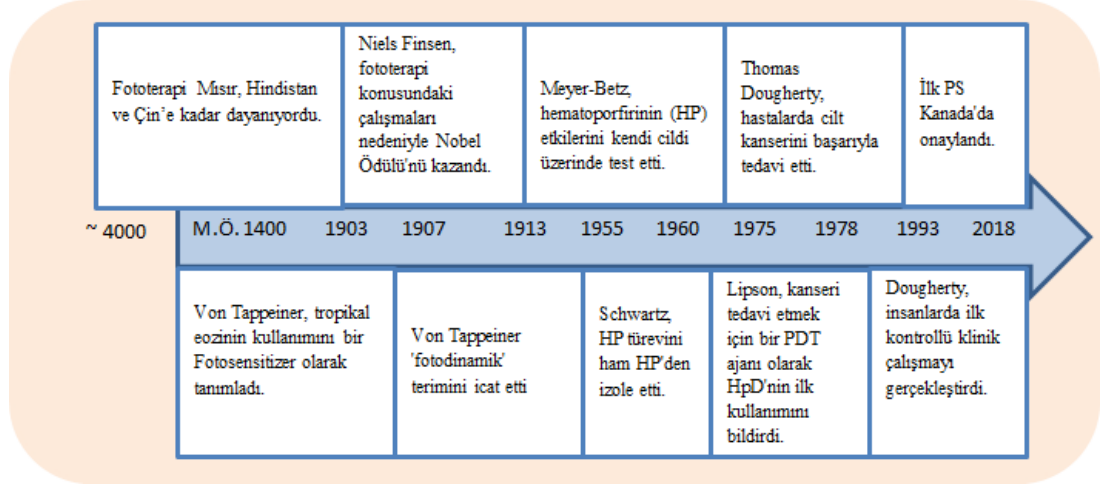 Fototerapi Mısır, Hindistan
ve Çin’e kadar dayanıyordu.
Niels Finsen,
fototerapi
konusundaki
çalışmaları
nedeniyle Nobel
Ödülü'nü kazandı.
Meyer-Betz,
hematoporfirinin (HP)
etkilerini kendi cildi
üzerinde test etti.
Thomas
Dougherty,
hastalarda cilt
kanserini başarıyla
tedavi etti.
İlk PS
Kanada'da
onaylandı.
~ 4000 M.Ö. 1400 1903 1907 1913 1955 1960 1975 1978 1993 2018
Von Tappeiner, tropikal
eozinin kullanımını bir
Fotosensitizer olarak
tanımladı.
Von Tappeiner
'fotodinamik'
terimini icat etti
Schwartz,
HP türevini
ham HP'den
izole etti.
Lipson, kanseri
tedavi etmek
için bir PDT
ajanı olarak
HpD'nin ilk
kullanımını
bildirdi.
Dougherty,
insanlarda ilk
kontrollü klinik
çalışmayı
gerçekleştirdi.